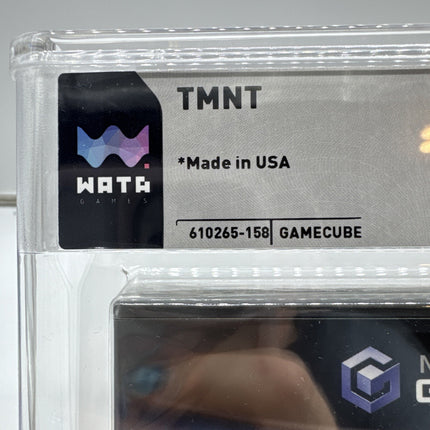 TMNT
WATA
GAMES
*Made in USA
610265-158 GAMECUBE